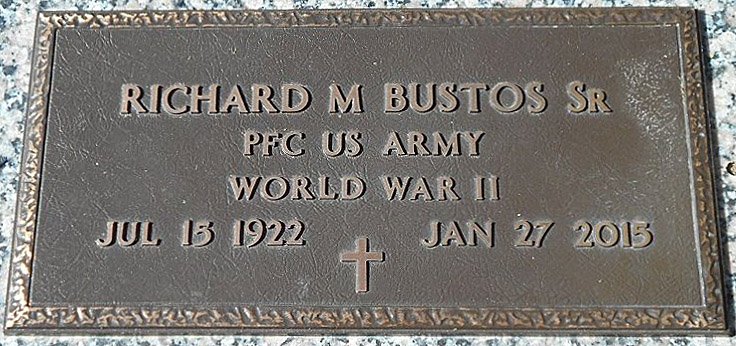 RICHARD M BUSTOS SR
PFC US ARMY
WORLD WAR II
JUL 15 1922 JAN 27 2015